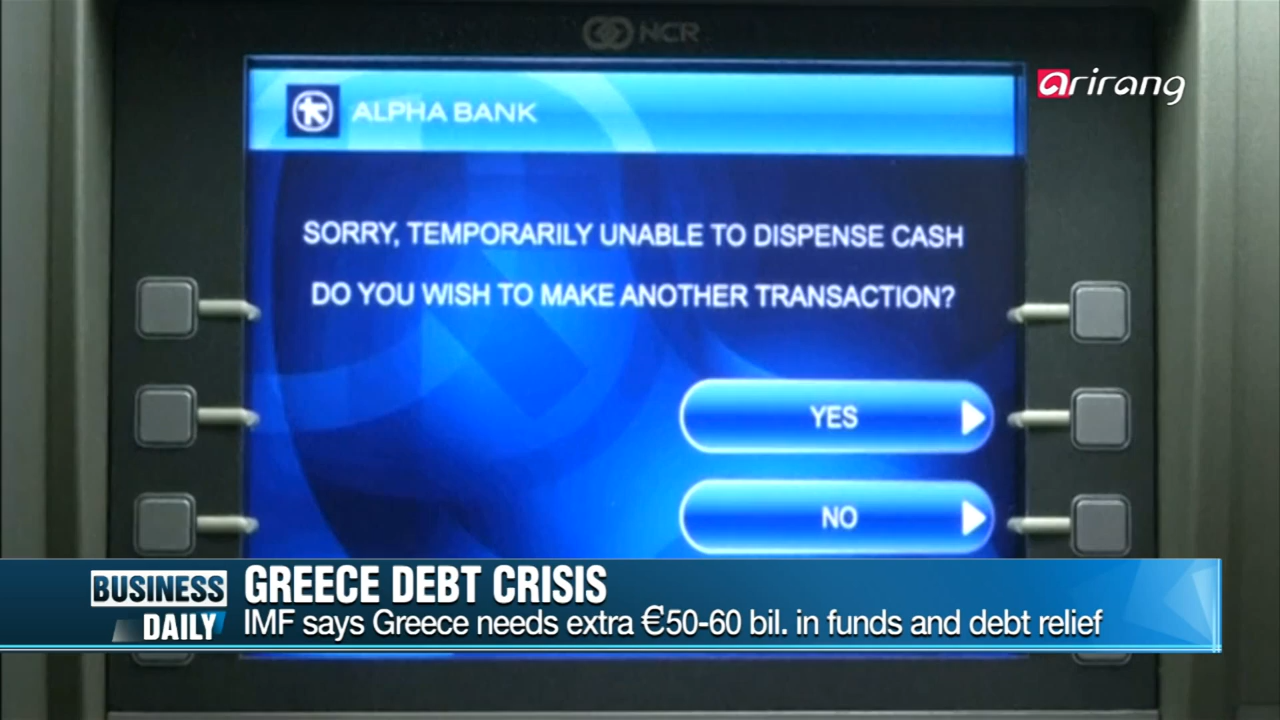 NCR
arirang
ALPHA BANK
SORRY, TEMPORARILY UNABLE TO DISPENSE CASH
DO YOU WISH TO MAKE ANOTHER TRANSACTION?
YES
NO
BUSINESS
DAILY
GREECE DEBT CRISIS
IMF says Greece needs extra €50-60 bil. in funds and debt relief